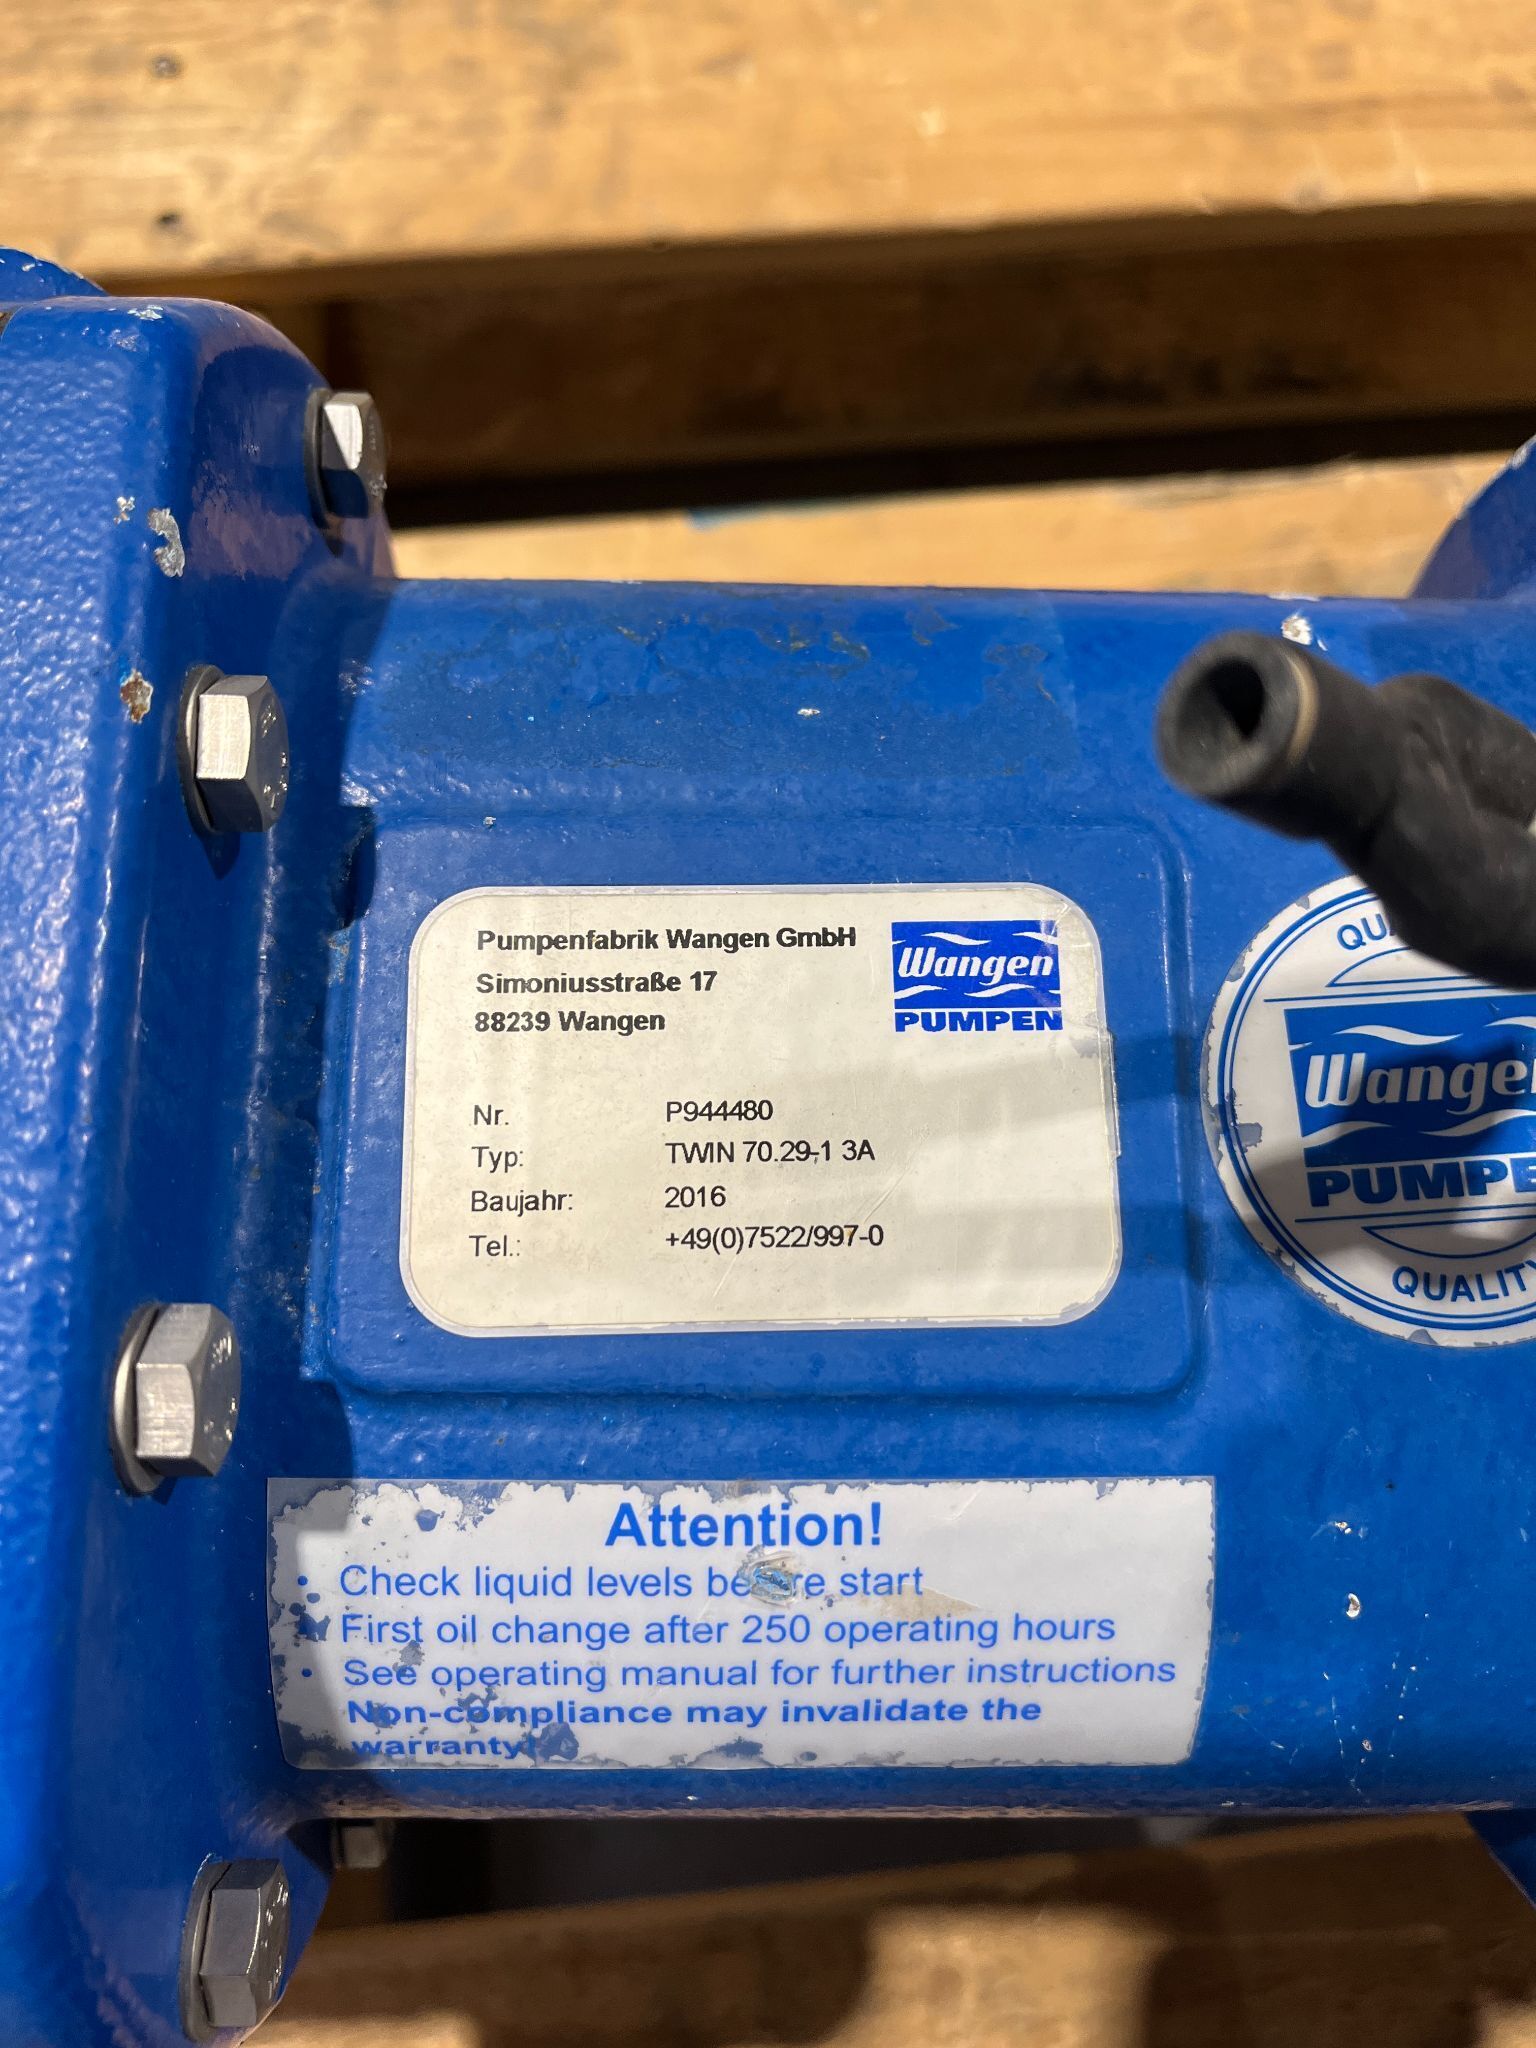 Pumpenfabrik Wangen GmbH
Simoniusstraße 17
88239 Wangen
Wangen
PUMPEN
Nr. P944480
Typ: TWIN 70.29-1 3A
Baujahr: 2016
Tel.: +49(0)7522/997-0
Wangen
PUMPEN
QUALITY
Attention!
• Check liquid levels before start
• First oil change after 250 operating hours
• See operating manual for further instructions
Non-compliance may invalidate the
warranty!